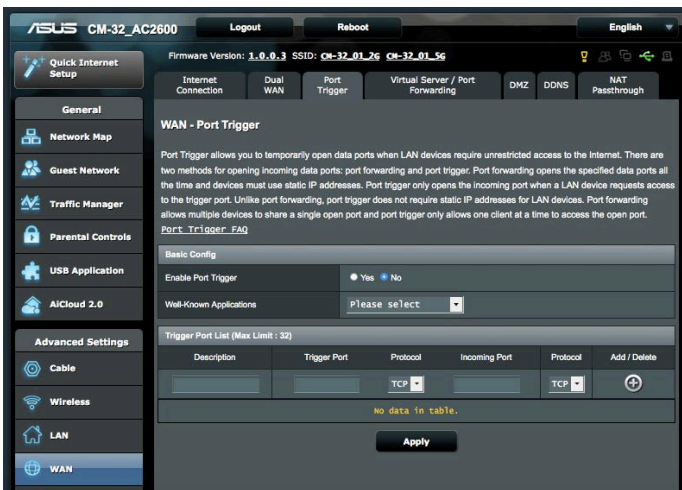 ASUS CM-32_AC2600 Logout Reboot English
Quick Internet Setup
Firmware Version: 1.0.0.3 SSID: CM-32_01_2G CM-32_01_5G
Internet Connection
Dual WAN
Port Trigger
Virtual Server / Port Forwarding
DMZ
DDNS
NAT Passthrough
General
Network Map
Guest Network
Traffic Manager
Parental Controls
USB Application
AiCloud 2.0
Advanced Settings
Cable
Wireless
LAN
WAN
WAN - Port Trigger
Port Trigger allows you to temporarily open data ports when LAN devices require unrestricted access to the Internet. There are
two methods for opening incoming data ports: port forwarding and port trigger. Port forwarding opens the specified data ports all
the time and devices must use static IP addresses. Port trigger only opens the incoming port when a LAN device requests access
to the trigger port. Unlike port forwarding, port trigger does not require static IP addresses for LAN devices. Port forwarding
allows multiple devices to share a single open port and port trigger only allows one client at a time to access the open port.
Port Trigger FAQ
Basic Config
Enable Port Trigger Yes No
Well-Known Applications Please select
Trigger Port List (Max Limit : 32)
Description Trigger Port Protocol Incoming Port Protocol Add / Delete
TCP TCP
No data in table.
Apply